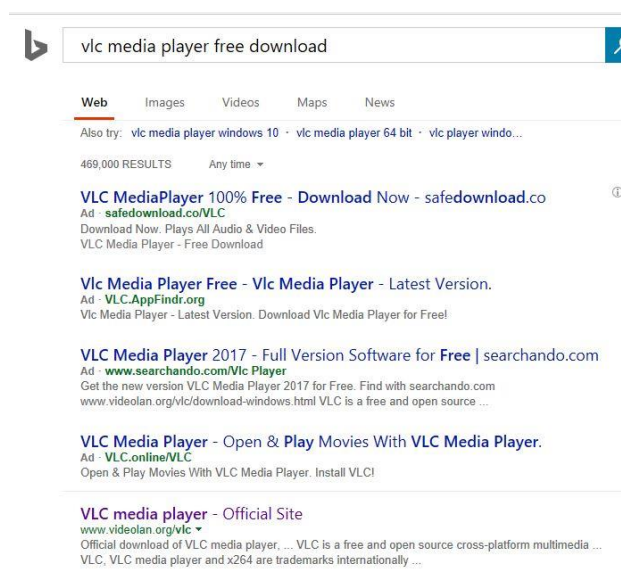 vlc media player free download
Web Images Videos Maps News
Also try: vlc media player windows 10 · vlc media player 64 bit · vlc player windo...
469,000 RESULTS Any time
VLC MediaPlayer 100% Free - Download Now - safedownload.co
Ad · safedownload.co/VLC
Download Now. Plays All Audio & Video Files.
VLC Media Player - Free Download
Vlc Media Player Free - Vlc Media Player - Latest Version.
Ad · VLC.AppFindr.org
Vlc Media Player - Latest Version. Download Vlc Media Player for Free!
VLC Media Player 2017 - Full Version Software for Free | searchando.com
Ad · www.searchando.com/Vlc Player
Get the new version VLC Media Player 2017 for Free. Find with searchando.com
www.videolan.org/vlc/download-windows.html VLC is a free and open source ...
VLC Media Player - Open & Play Movies With VLC Media Player.
Ad · VLC.online/VLC
Open & Play Movies With VLC Media Player. Install VLC!
VLC media player - Official Site
www.videolan.org/vlc
Official download of VLC media player, ... VLC is a free and open source cross-platform multimedia ...
VLC, VLC media player and x264 are trademarks internationally ...